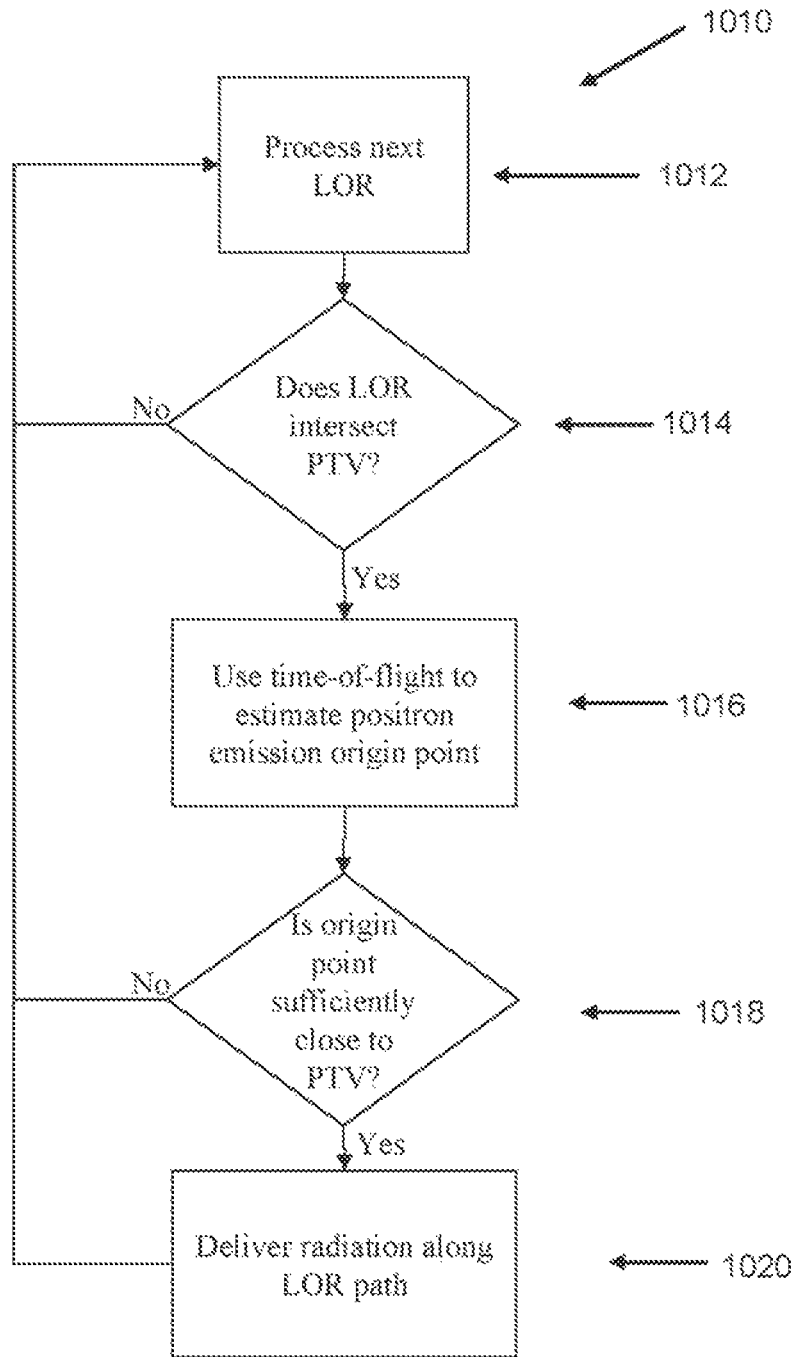 1010
Process next
LOR
1012
Does LOR
intersect
PTV?
No
1014
Yes
Use time-of-flight to
estimate positron
emission origin point
1016
Is origin
point
sufficiently
close to
PTV?
No
1018
Yes
Deliver radiation along
LOR path
1020